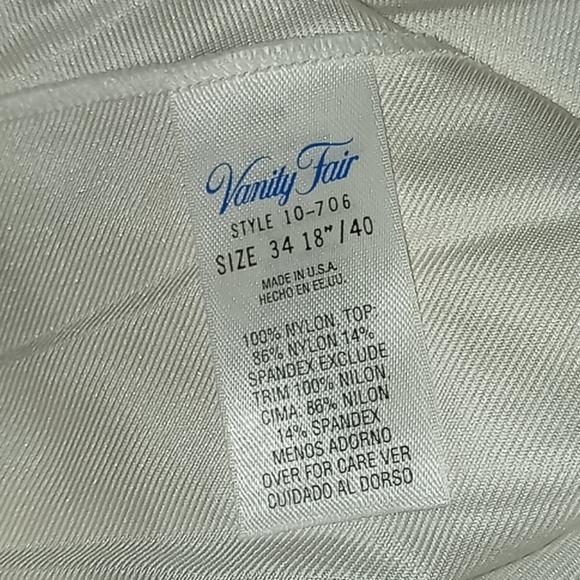 Vanity Fair
STYLE 10-706
SIZE 34 18"/40
MADE IN U.S.A.
HECHO EN EE.UU.
100% NYLON. TOP:
86% NYLON 14%
SPANDEX EXCLUDE
TRIM 100% NILON.
CIMA: 86% NILON
14% SPANDEX
MENOS ADORNO
OVER FOR CARE VER
CUIDADO AL DORSO